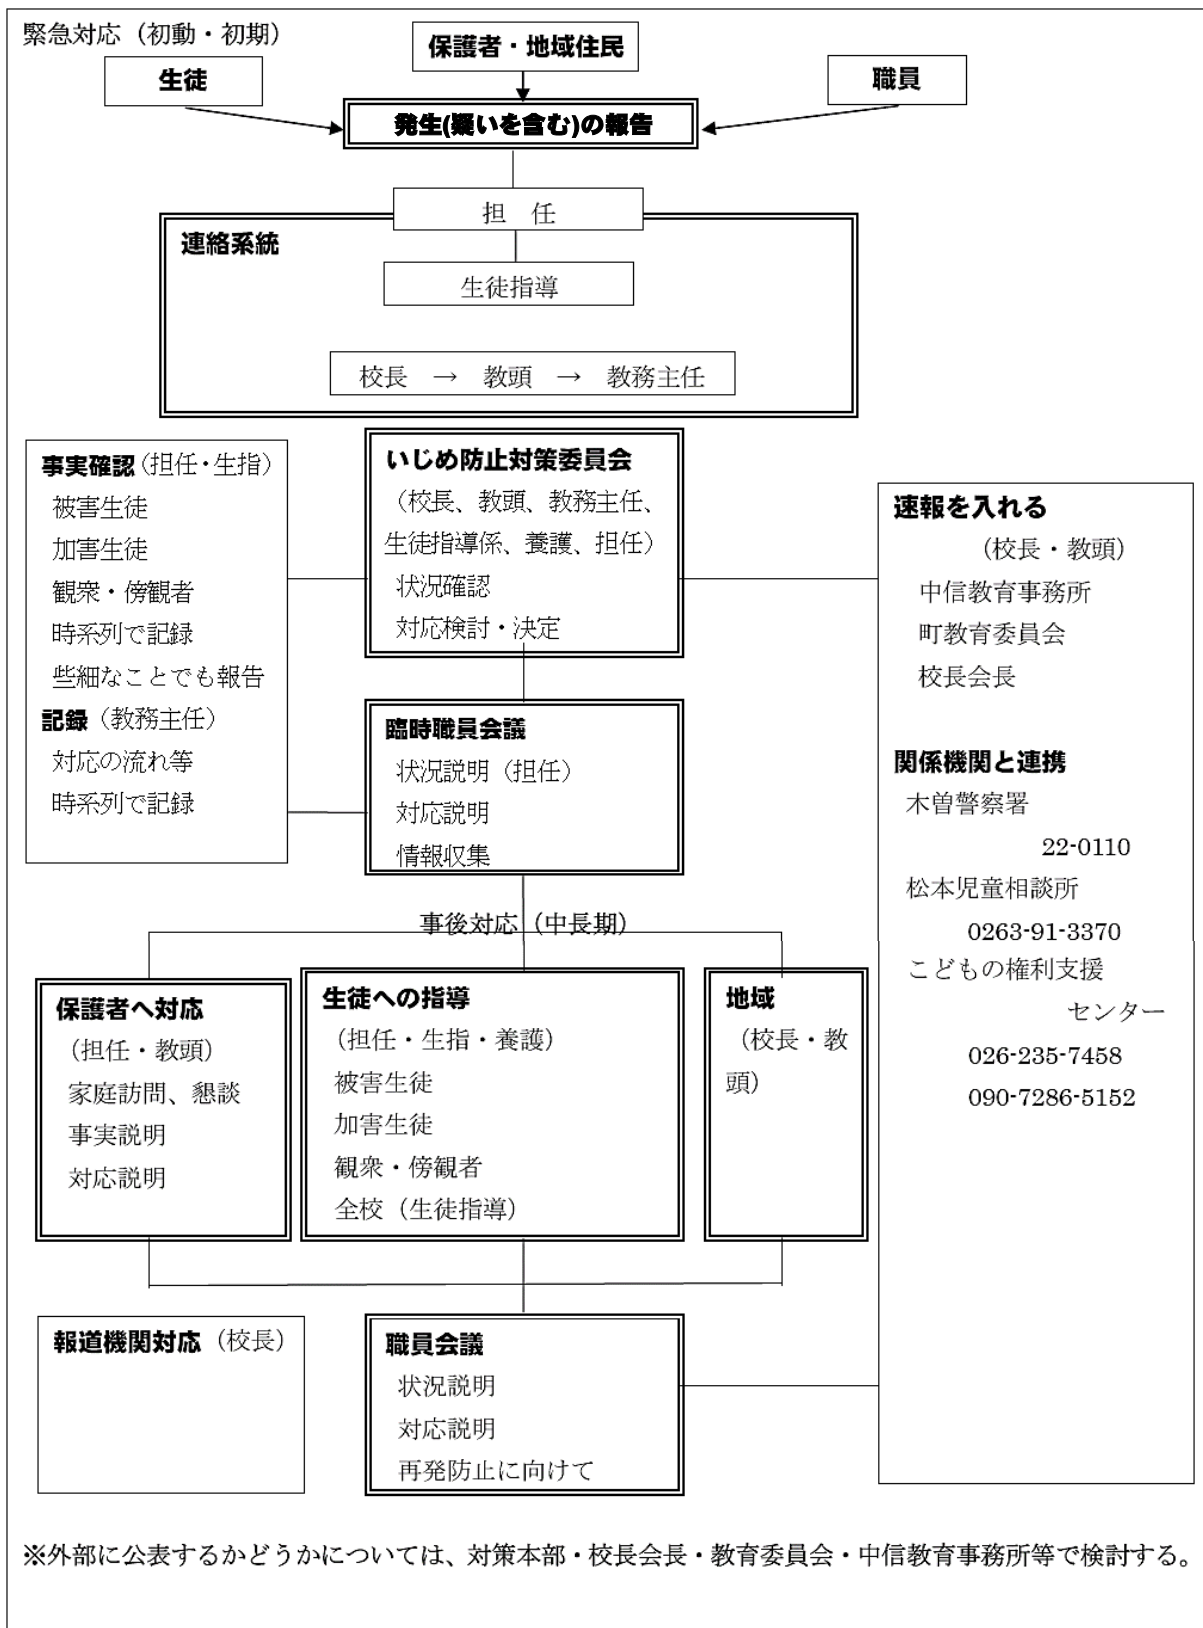 緊急対応（初動・初期）
保護者・地域住民
生徒
職員
発生(疑いを含む)の報告
担　任
連絡系統
生徒指導
校長　→　教頭　→　教務主任
事実確認（担任・生指）
被害生徒
加害生徒
観衆・傍観者
時系列で記録
些細なことでも報告
記録（教務主任）
対応の流れ等
時系列で記録
いじめ防止対策委員会
（校長、教頭、教務主任、
生徒指導係、養護、担任）
状況確認
対応検討・決定
臨時職員会議
状況説明（担任）
対応説明
情報収集
速報を入れる
（校長・教頭）
中信教育事務所
町教育委員会
校長会長
関係機関と連携
木曽警察署
22-0110
松本児童相談所
0263-91-3370
こどもの権利支援
センター
026-235-7458
090-7286-5152
事後対応（中長期）
保護者へ対応
（担任・教頭）
家庭訪問、懇談
事実説明
対応説明
生徒への指導
（担任・生指・養護）
被害生徒
加害生徒
観衆・傍観者
全校（生徒指導）
地域
（校長・教
頭）
報道機関対応（校長）
職員会議
状況説明
対応説明
再発防止に向けて
※外部に公表するかどうかについては、対策本部・校長会長・教育委員会・中信教育事務所等で検討する。